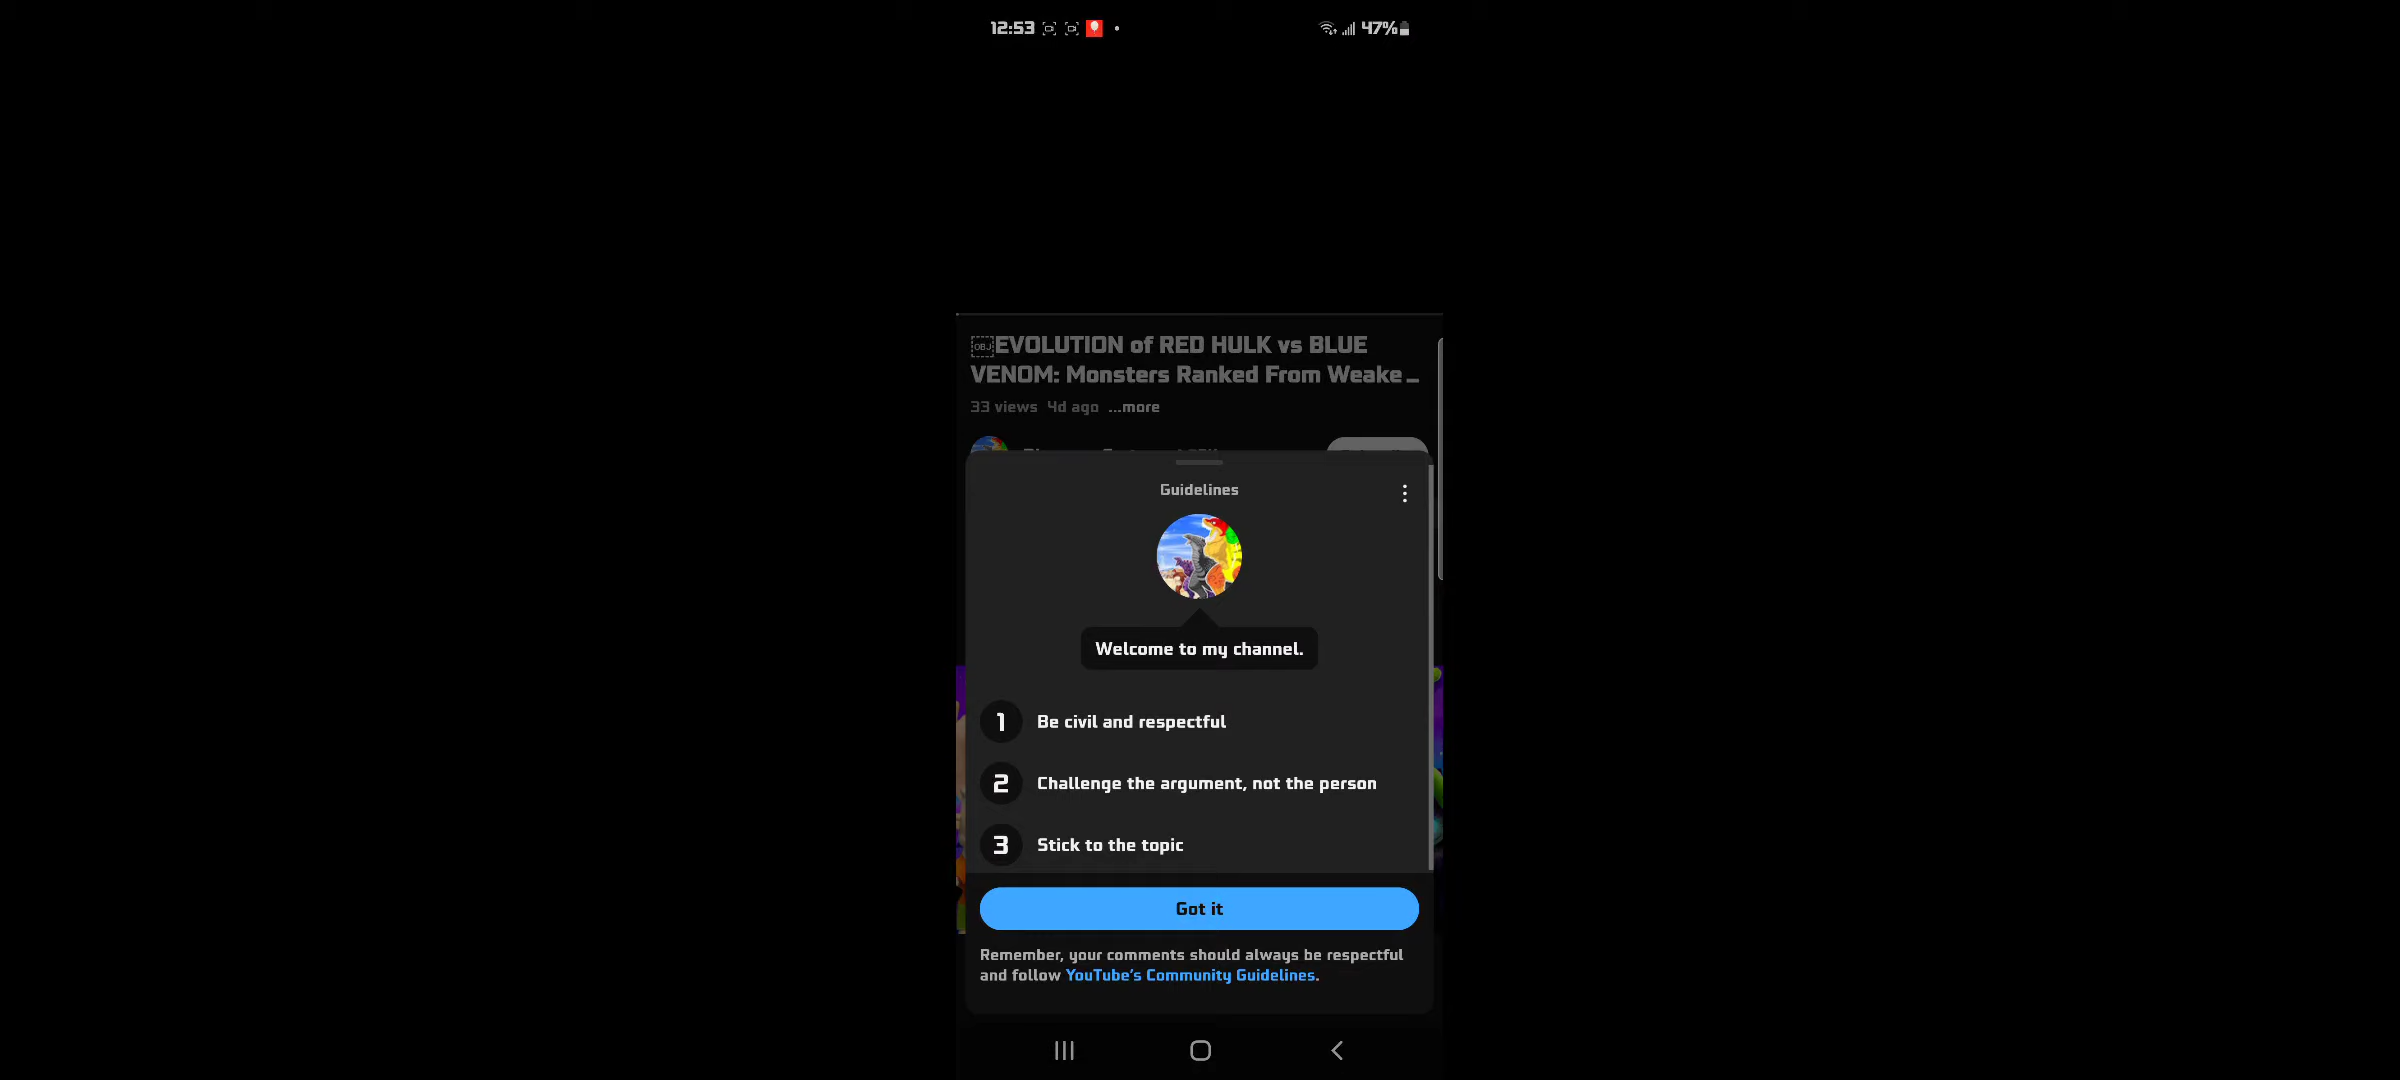 12:53
47%
OBJ EVOLUTION of RED HULK vs BLUE
VENOM: Monsters Ranked From Weake...
33 views 4d ago ...more
Guidelines
Welcome to my channel.
1 Be civil and respectful
2 Challenge the argument, not the person
3 Stick to the topic
Got it
Remember, your comments should always be respectful
and follow YouTube's Community Guidelines.